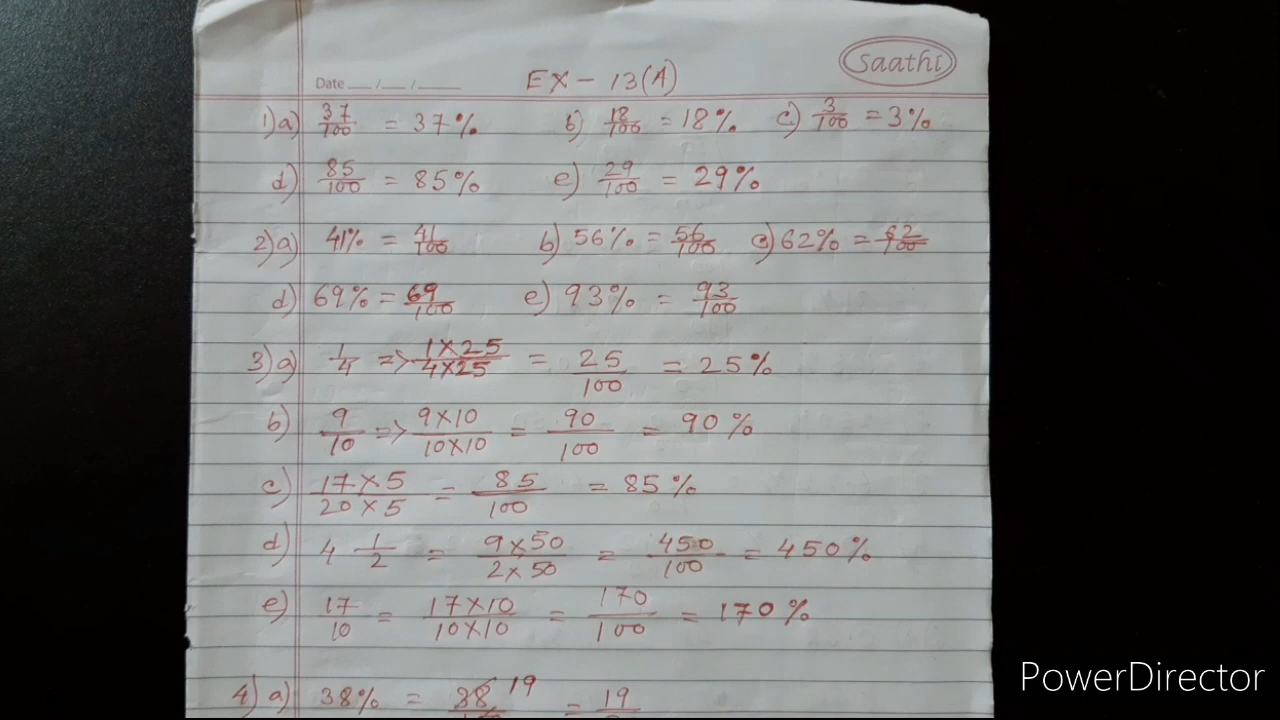 Saathi
Date __ / __ / ____ EX - 13(A)
1) a) 37/100 = 37% b) 18/100 = 18% c) 3/100 = 3%
d) 85/100 = 85% e) 29/100 = 29%
2) a) 41% = 41/100 b) 56% = 56/100 c) 62% = 62/100
d) 69% = 69/100 e) 93% = 93/100
3) a) 1/4 => 1×25/4×25 = 25/100 = 25%
b) 9/10 => 9×10/10×10 = 90/100 = 90%
c) 17×5/20×5 = 85/100 = 85%
d) 4 1/2 = 9×50/2×50 = 450/100 = 450%
e) 17/10 = 17×10/10×10 = 170/100 = 170%
4) a) 38% = 38 19 = 19
PowerDirector